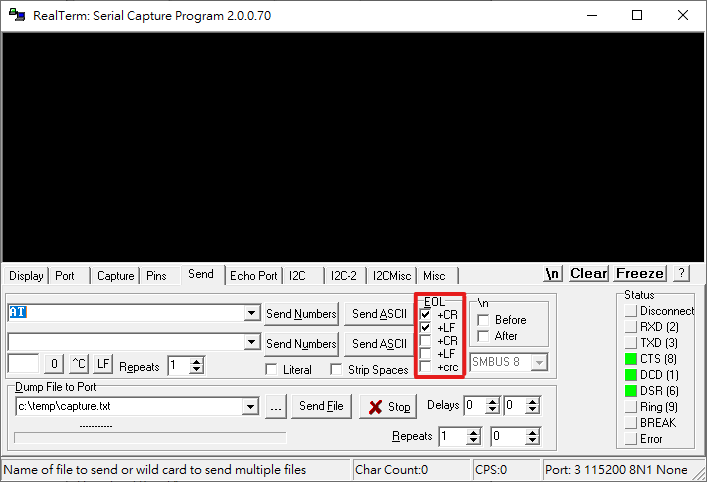 RealTerm: Serial Capture Program 2.0.0.70
Display Port Capture Pins Send Echo Port I2C I2C-2 I2CMisc Misc \n Clear Freeze ?
EOL \n Status
AT Send Numbers Send ASCII +CR Before Disconnect
+LF After RXD (2)
Send Numbers Send ASCII +CR TXD (3)
0 ^C LF Repeats 1 Literal Strip Spaces +LF SMBUS 8 CTS (8)
+crc DCD (1)
Dump File to Port DSR (6)
c:\temp\capture.txt ... Send File Stop Delays 0 0 Ring (9)
BREAK
Repeats 1 0 Error
Name of file to send or wild card to send multiple files Char Count:0 CPS:0 Port: 3 115200 8N1 None